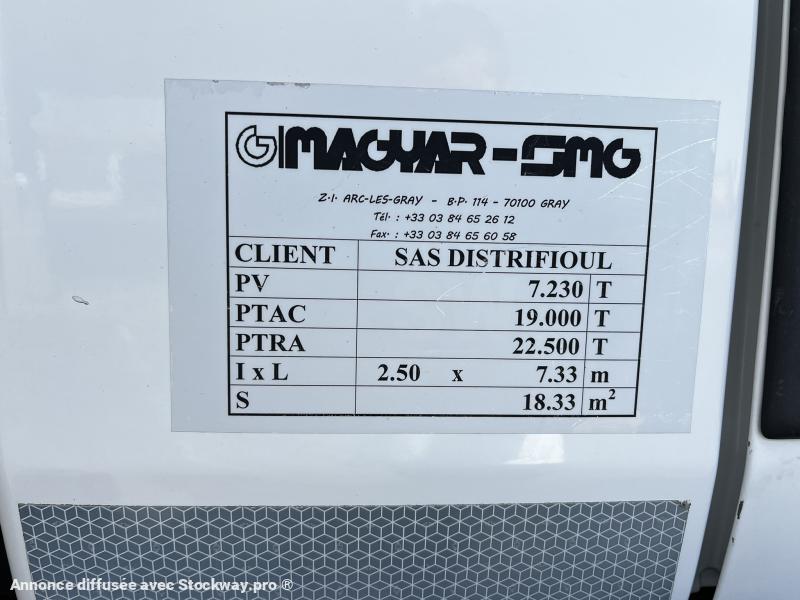 MAGYAR-SMG
Z.I. ARC-LES-GRAY - B.P. 114 - 70100 GRAY
Tél. : +33 03 84 65 26 12
Fax. : +33 03 84 65 60 58
CLIENT SAS DISTRIFIOUL
PV 7.230 T
PTAC 19.000 T
PTRA 22.500 T
I x L 2.50 x 7.33 m
S 18.33 m²
Annonce diffusée avec Stockway.pro ®